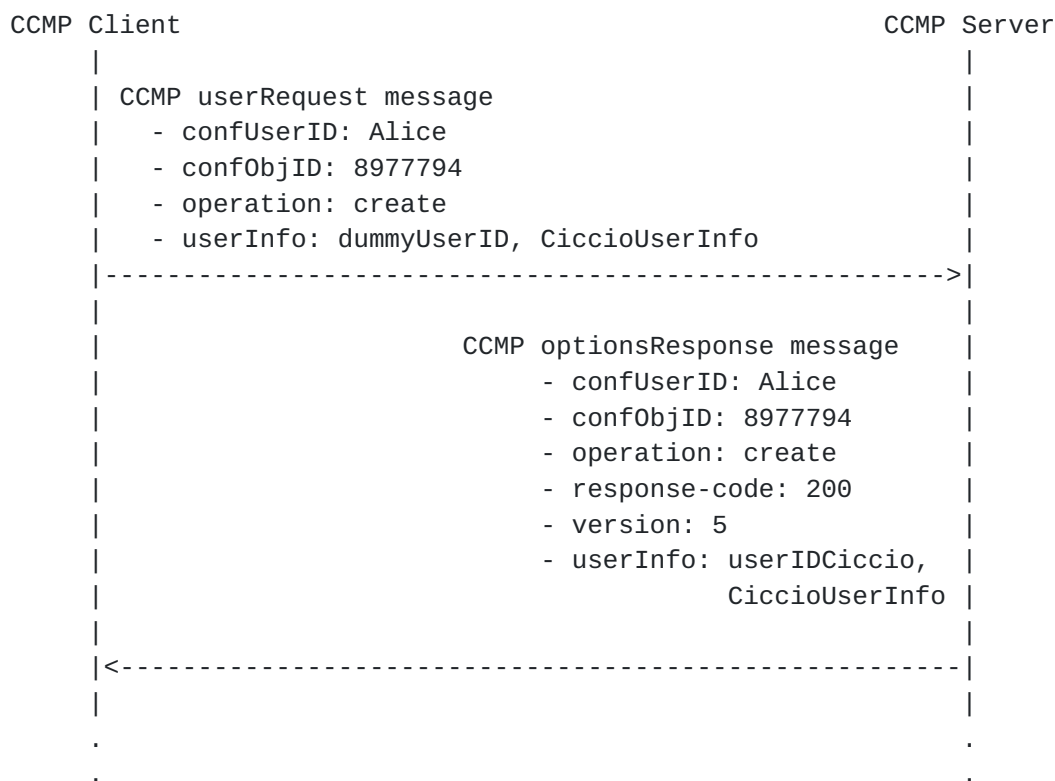 CCMP Client                                             CCMP Server
     |                                                        |
     | CCMP userRequest message                               |
     |   - confUserID: Alice                                  |
     |   - confObjID: 8977794                                 |
     |   - operation: create                                  |
     |   - userInfo: dummyUserID, CiccioUserInfo              |
     |------------------------------------------------------>|
     |                                                        |
     |                       CCMP optionsResponse message     |
     |                            - confUserID: Alice         |
     |                            - confObjID: 8977794        |
     |                            - operation: create         |
     |                            - response-code: 200        |
     |                            - version: 5                |
     |                            - userInfo: userIDCiccio,   |
     |                                        CiccioUserInfo  |
     |                                                        |
     |<------------------------------------------------------|
     |                                                        |
     .                                                        .
     .                                                        .